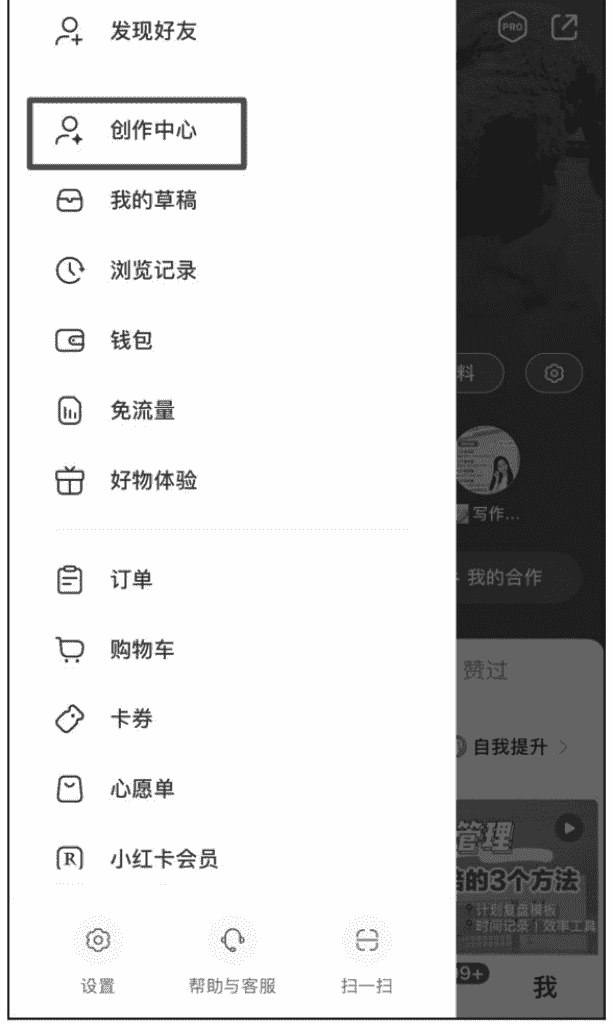 发现好友
PRO
创作中心
我的草稿
浏览记录
钱包
料
免流量
好物体验
写作...
订单
我的合作
购物车
赞过
卡券
自我提升
心愿单
管理
R 小红卡会员
的3个方法
计划复盘模板
时间记录 | 效率工具
设置
帮助与客服
扫一扫
9+
我